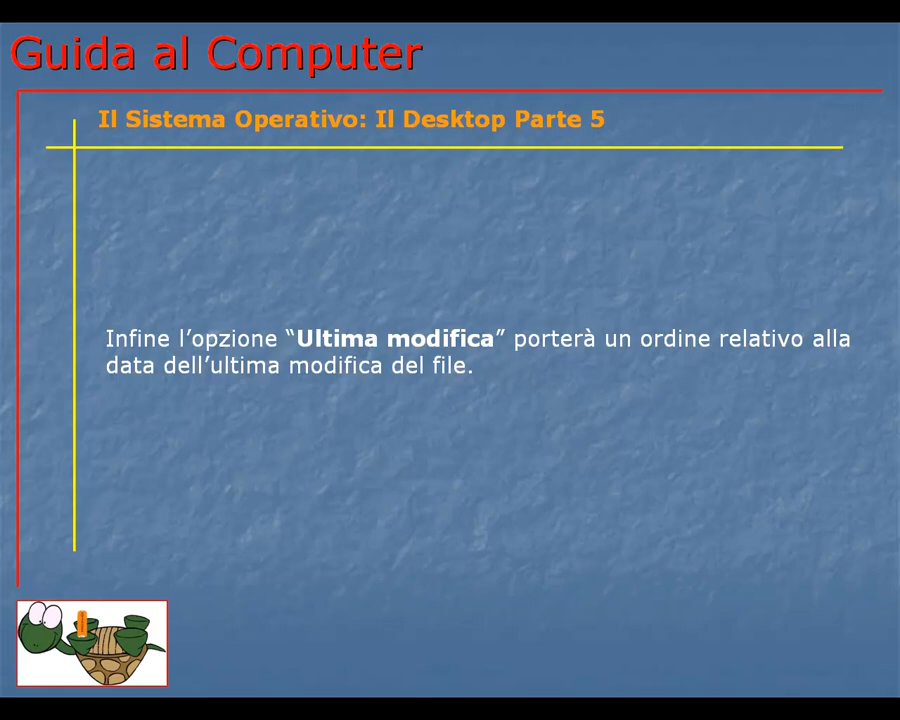 Guida al Computer
Il Sistema Operativo: Il Desktop Parte 5
Infine l’opzione “Ultima modifica” porterà un ordine relativo alla
data dell’ultima modifica del file.